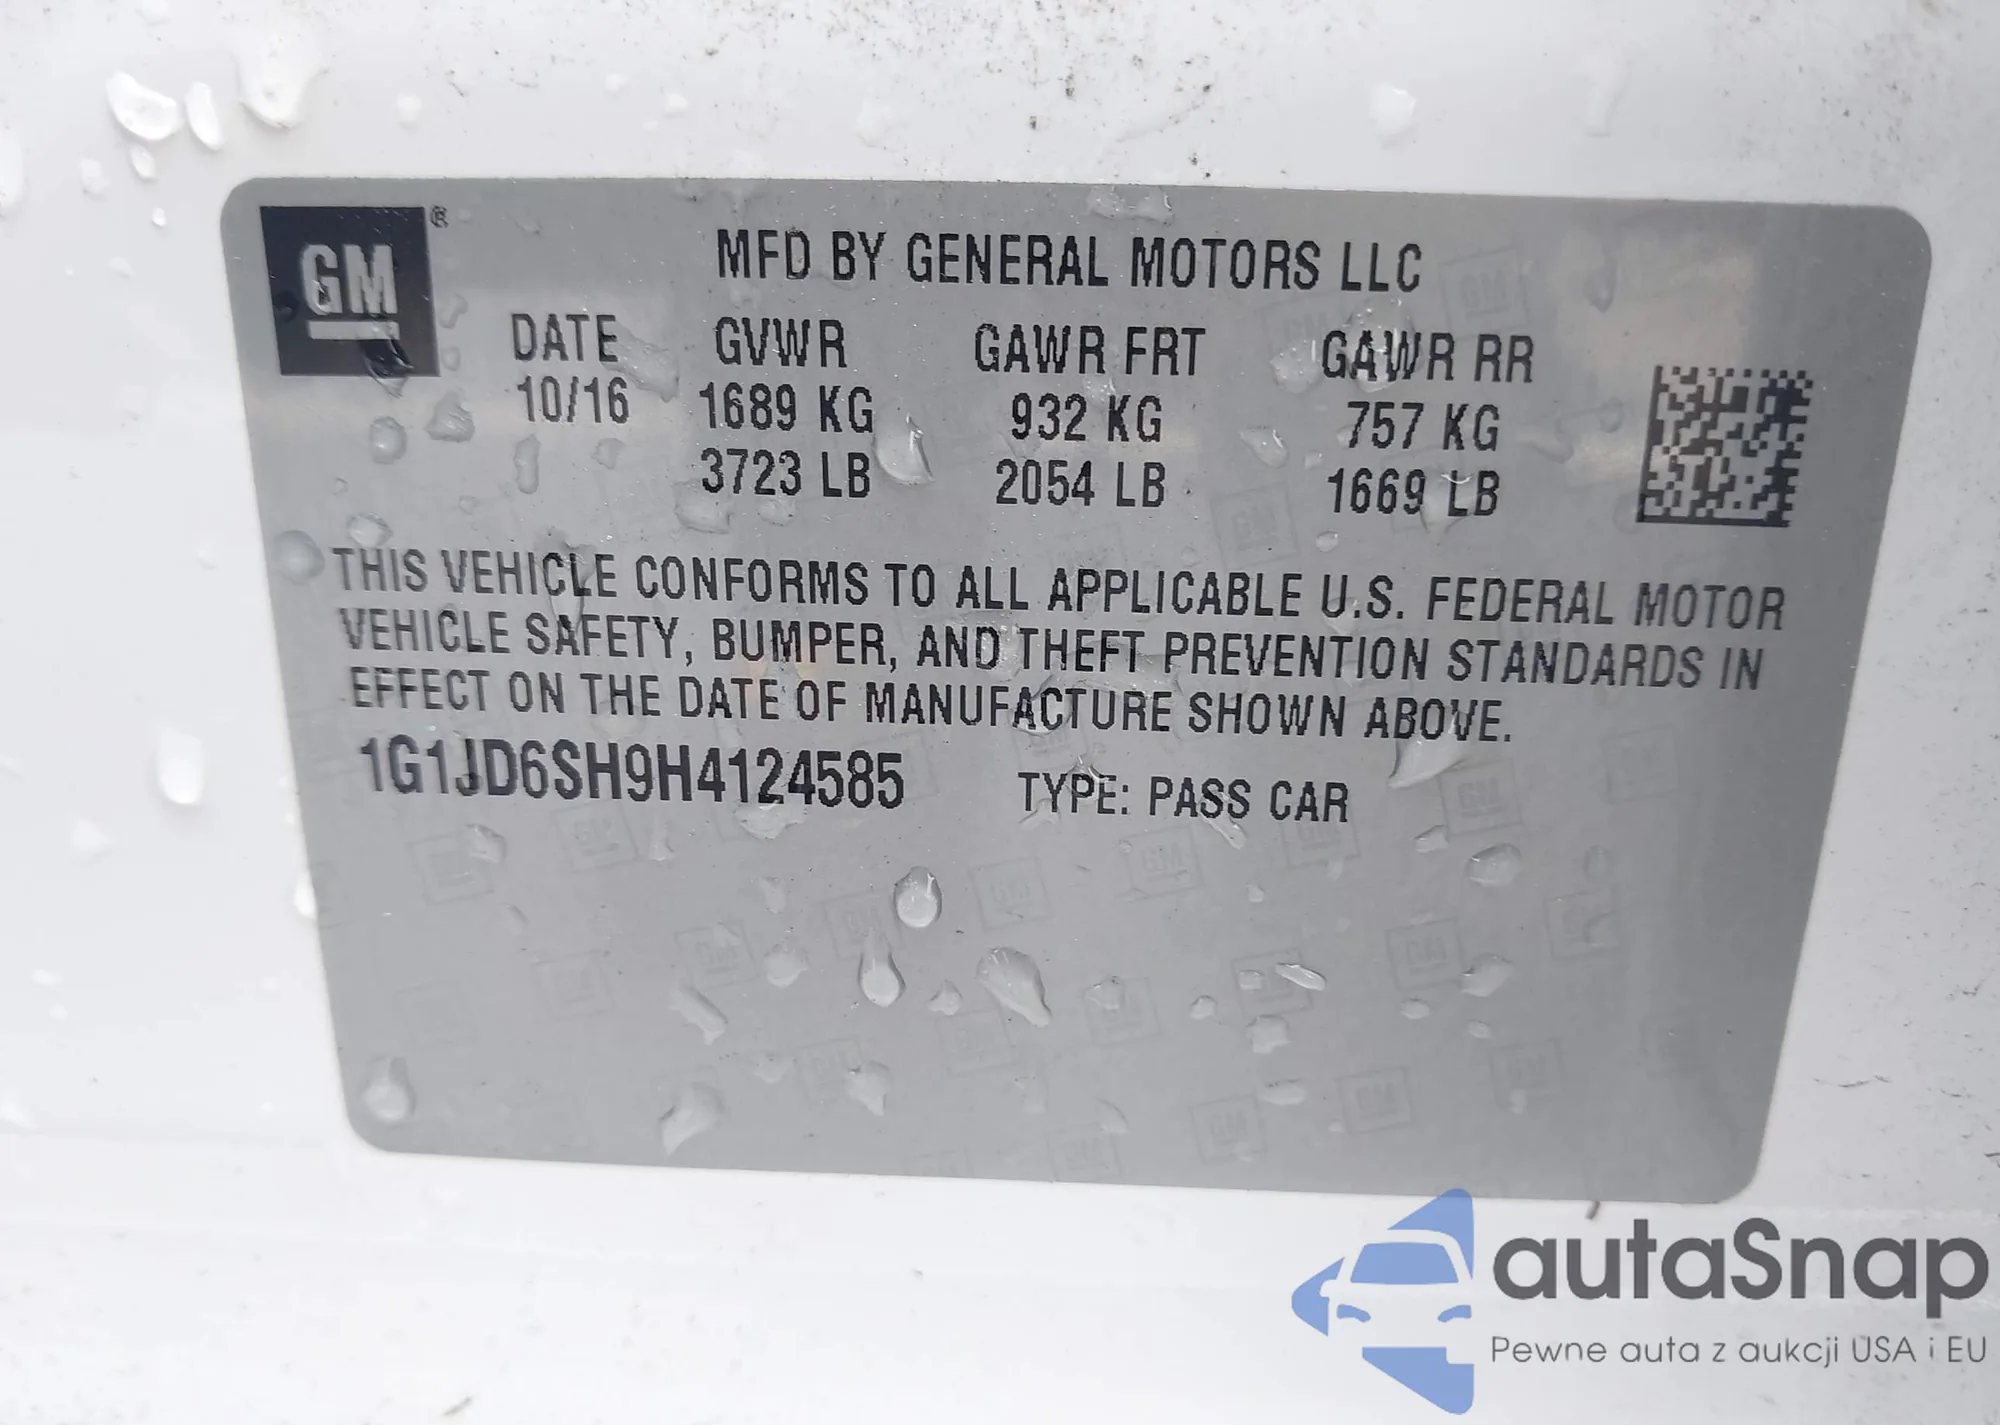 GM ®
MFD BY GENERAL MOTORS LLC
DATE GVWR GAWR FRT GAWR RR
10/16 1689 KG 932 KG 757 KG
3723 LB 2054 LB 1669 LB
THIS VEHICLE CONFORMS TO ALL APPLICABLE U.S. FEDERAL MOTOR
VEHICLE SAFETY, BUMPER, AND THEFT PREVENTION STANDARDS IN
EFFECT ON THE DATE OF MANUFACTURE SHOWN ABOVE.
1G1JD6SH9H4124585 TYPE: PASS CAR
autaSnap
Pewne auta z aukcji USA i EU